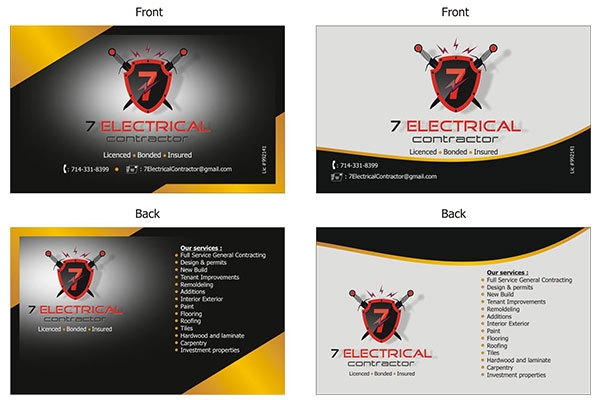 Front
7
7 ELECTRICAL
contractor
Licenced • Bonded • Insured
: 714-331-8399 • : 7ElectricalContractor@gmail.com
Lic #992141
Front
7
7 ELECTRICAL
contractor
Licenced • Bonded • Insured
: 714-331-8399
: 7ElectricalContractor@gmail.com
Lic #992141
Back
7
7 ELECTRICAL
contractor
Licenced • Bonded • Insured
Our services :
• Full Service General Contracting
• Design & permits
• New Build
• Tenant Improvements
• Remoldeling
• Additions
• Interior Exterior
• Paint
• Flooring
• Roofing
• Tiles
• Hardwood and laminate
• Carpentry
• Investment properties
Back
7
7 ELECTRICAL
contractor
Licenced • Bonded • Insured
Our services :
• Full Service General Contracting
• Design & permits
• New Build
• Tenant Improvements
• Remoldeling
• Additions
• Interior Exterior
• Paint
• Flooring
• Roofing
• Tiles
• Hardwood and laminate
• Carpentry
• Investment properties